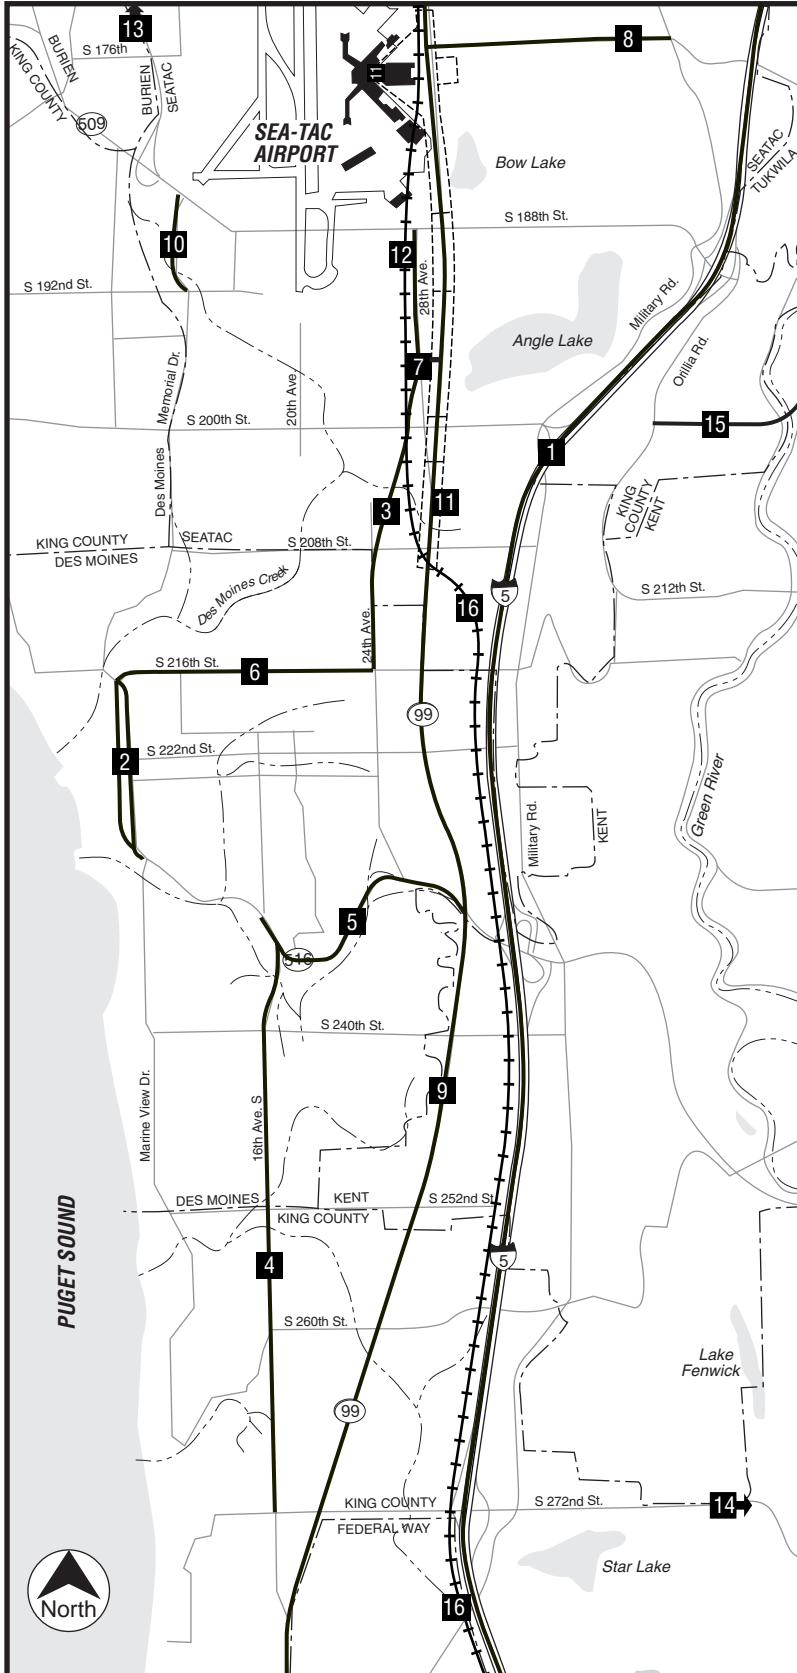 13
S 176th
BURIEN
KING COUNTY
BURIEN
SEATAC
509
11
8
SEA-TAC
AIRPORT
Bow Lake
SEATAC
TUKWILA
S 188th St.
10
12
28th Ave.
S 192nd St.
Military Rd.
Angle Lake
Orillia Rd.
7
Memorial Dr.
20th Ave.
S 200th St.
15
1
Des Moines
3
11
KING
COUNTY
KENT
KING COUNTY
SEATAC
S 208th St.
DES MOINES
Des Moines Creek
5
S 212th St.
16
24th Ave.
S 216th St.
6
99
S 222nd St.
2
Green River
Military Rd.
KENT
5
516
S 240th St.
Marine View Dr.
16th Ave. S
9
DES MOINES
KENT
S 252nd St.
KING COUNTY
PUGET SOUND
4
5
S 260th St.
Lake
Fenwick
99
KING COUNTY
S 272nd St.
14
FEDERAL WAY
Star Lake
North
16